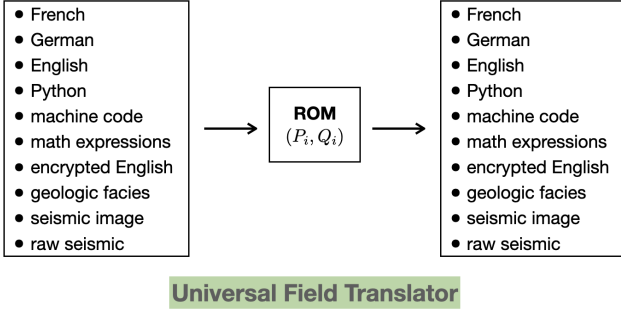 • French
• German
• English
• Python
• machine code
• math expressions
• encrypted English
• geologic facies
• seismic image
• raw seismic
ROM
(P_i, Q_i)
• French
• German
• English
• Python
• machine code
• math expressions
• encrypted English
• geologic facies
• seismic image
• raw seismic
Universal Field Translator